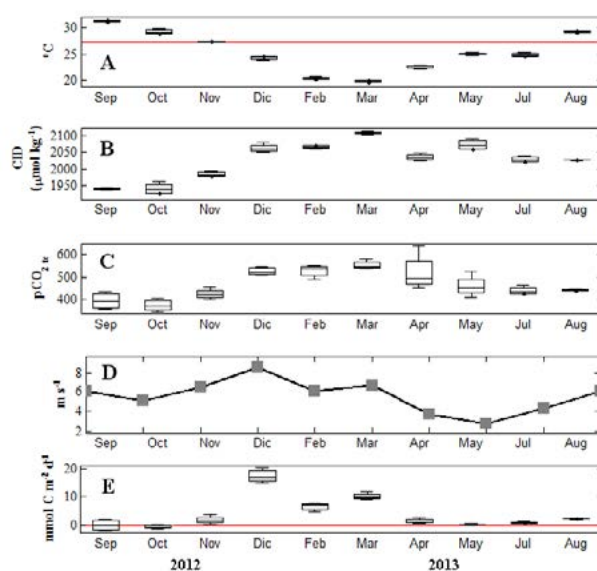 30
25
20
°C
A
Sep Oct Nov Dic Feb Mar Apr May Jul Aug
2100
2050
2000
1950
CID
(µmol kg⁻¹)
B
Sep Oct Nov Dic Feb Mar Apr May Jul Aug
600
500
400
pCO₂
C
Sep Oct Nov Dic Feb Mar Apr May Jul Aug
8
6
4
2
m s⁻¹
D
Sep Oct Nov Dic Feb Mar Apr May Jul Aug
20
10
0
mmol C m⁻² d⁻¹
E
Sep Oct Nov Dic Feb Mar Apr May Jul Aug
2012 2013